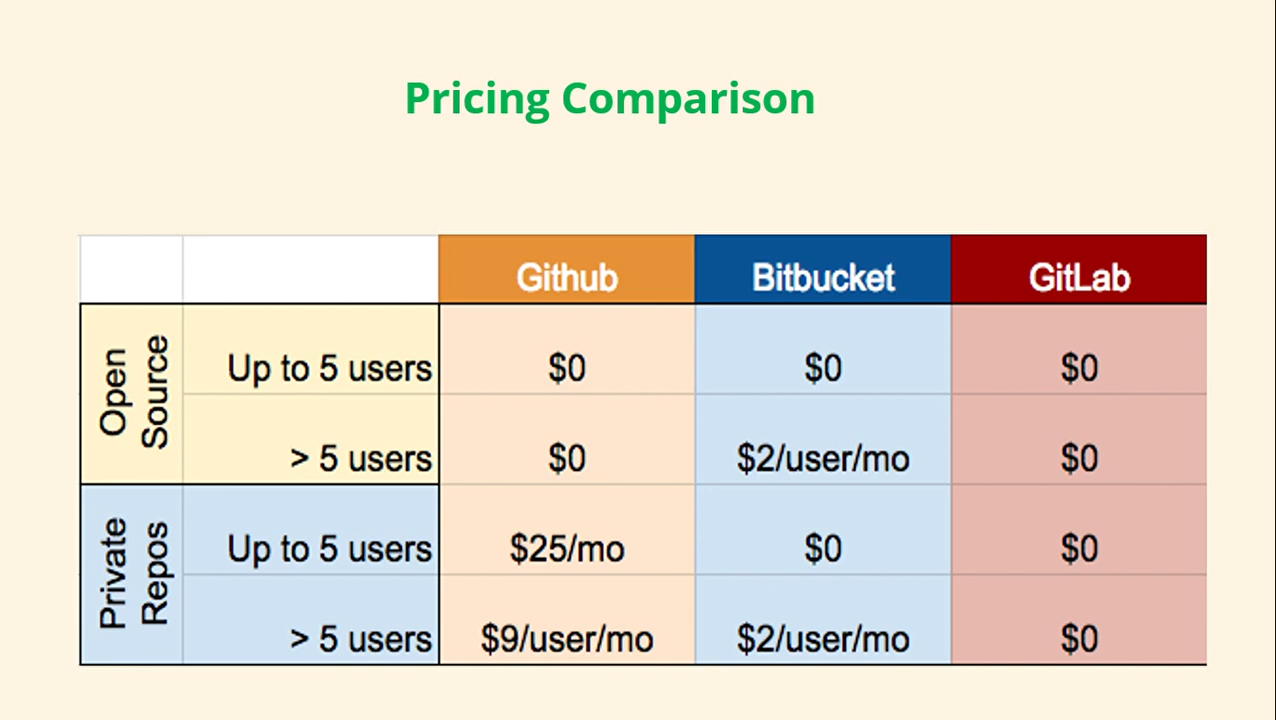 Pricing Comparison
Github Bitbucket GitLab
Open Source
Up to 5 users $0 $0 $0
> 5 users $0 $2/user/mo $0
Private Repos
Up to 5 users $25/mo $0 $0
> 5 users $9/user/mo $2/user/mo $0